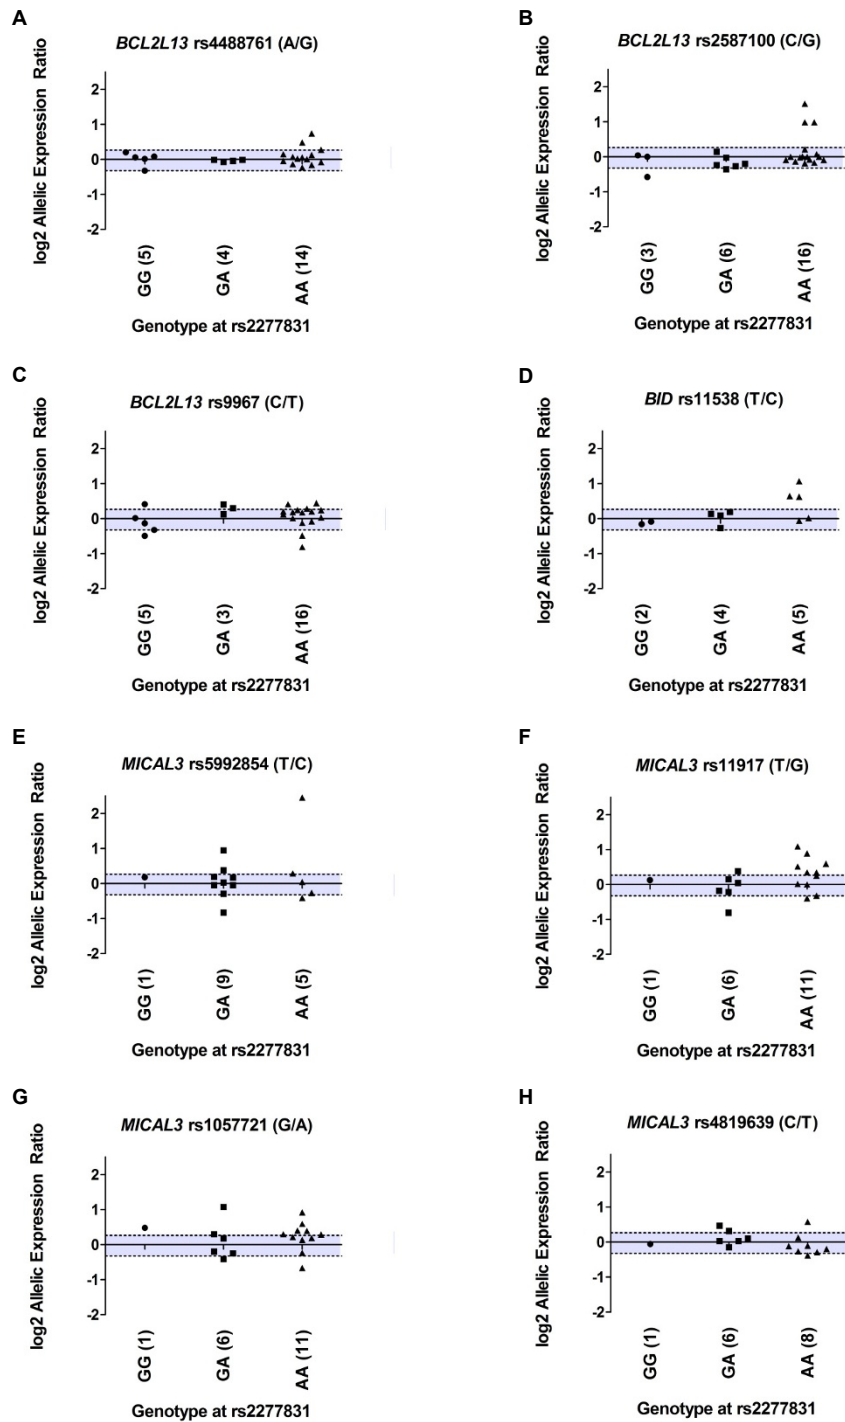 A
BCL2L13 rs4488761 (A/G)
log2 Allelic Expression Ratio
2
1
0
-1
-2
GG (5)
GA (4)
AA (14)
Genotype at rs2277831
B
BCL2L13 rs2587100 (C/G)
log2 Allelic Expression Ratio
2
1
0
-1
-2
GG (3)
GA (6)
AA (16)
Genotype at rs2277831
C
BCL2L13 rs9967 (C/T)
log2 Allelic Expression Ratio
2
1
0
-1
-2
GG (5)
GA (3)
AA (16)
Genotype at rs2277831
D
BID rs11538 (T/C)
log2 Allelic Expression Ratio
2
1
0
-1
-2
GG (2)
GA (4)
AA (5)
Genotype at rs2277831
E
MICAL3 rs5992854 (T/C)
log2 Allelic Expression Ratio
2
1
0
-1
-2
GG (1)
GA (9)
AA (5)
Genotype at rs2277831
F
MICAL3 rs11917 (T/G)
log2 Allelic Expression Ratio
2
1
0
-1
-2
GG (1)
GA (6)
AA (11)
Genotype at rs2277831
G
MICAL3 rs1057721 (G/A)
log2 Allelic Expression Ratio
2
1
0
-1
-2
GG (1)
GA (6)
AA (11)
Genotype at rs2277831
H
MICAL3 rs4819639 (C/T)
log2 Allelic Expression Ratio
2
1
0
-1
-2
GG (1)
GA (6)
AA (8)
Genotype at rs2277831